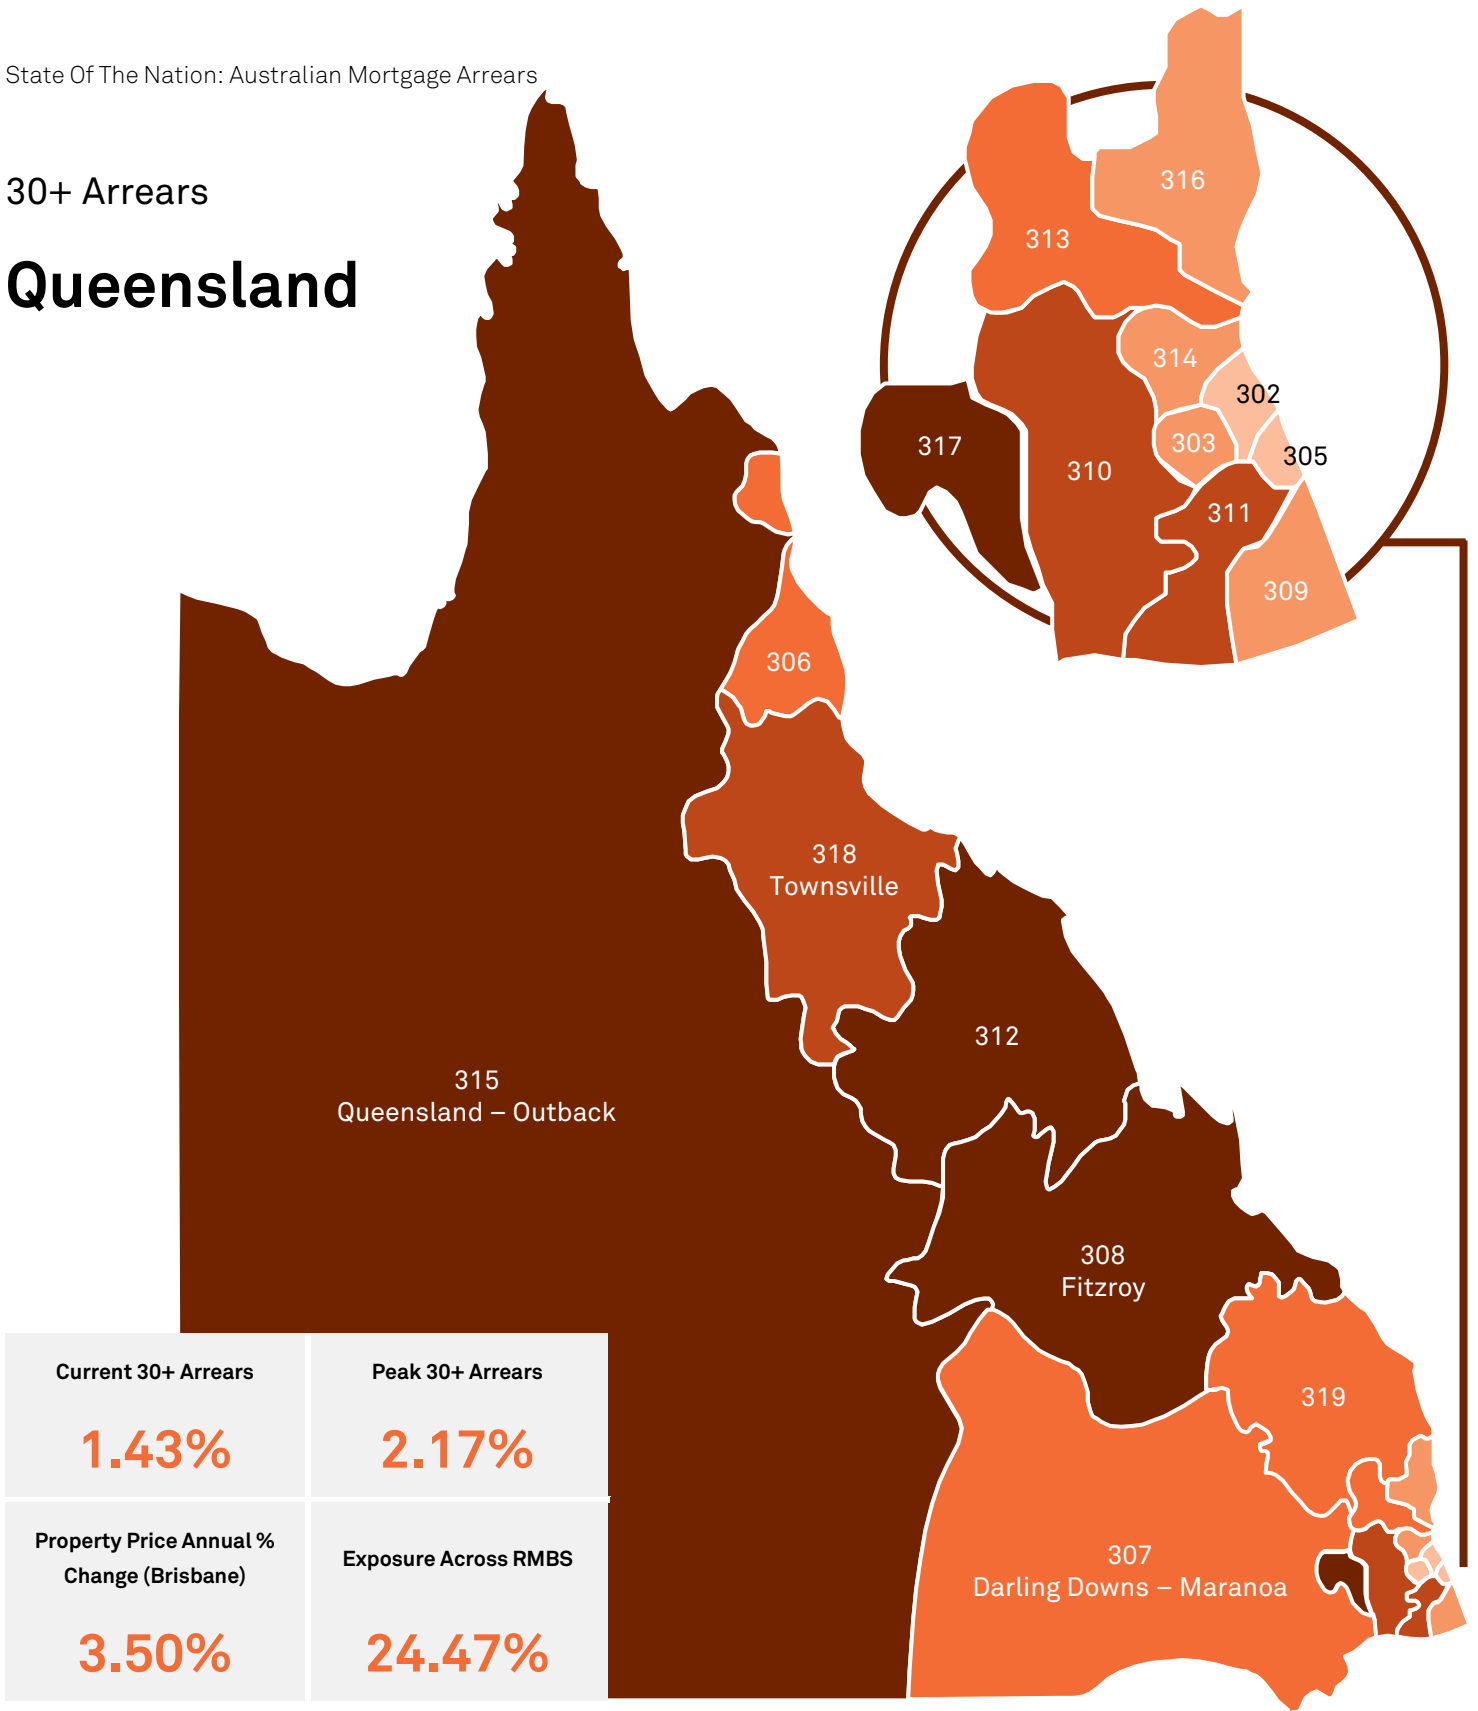 State Of The Nation: Australian Mortgage Arrears
30+ Arrears
Queensland
316
313
314
302
303
305
317
310
311
309
306
318
Townsville
312
315
Queensland – Outback
308
Fitzroy
319
307
Darling Downs – Maranoa
Current 30+ Arrears
1.43%
Peak 30+ Arrears
2.17%
Property Price Annual %
Change (Brisbane)
3.50%
Exposure Across RMBS
24.47%